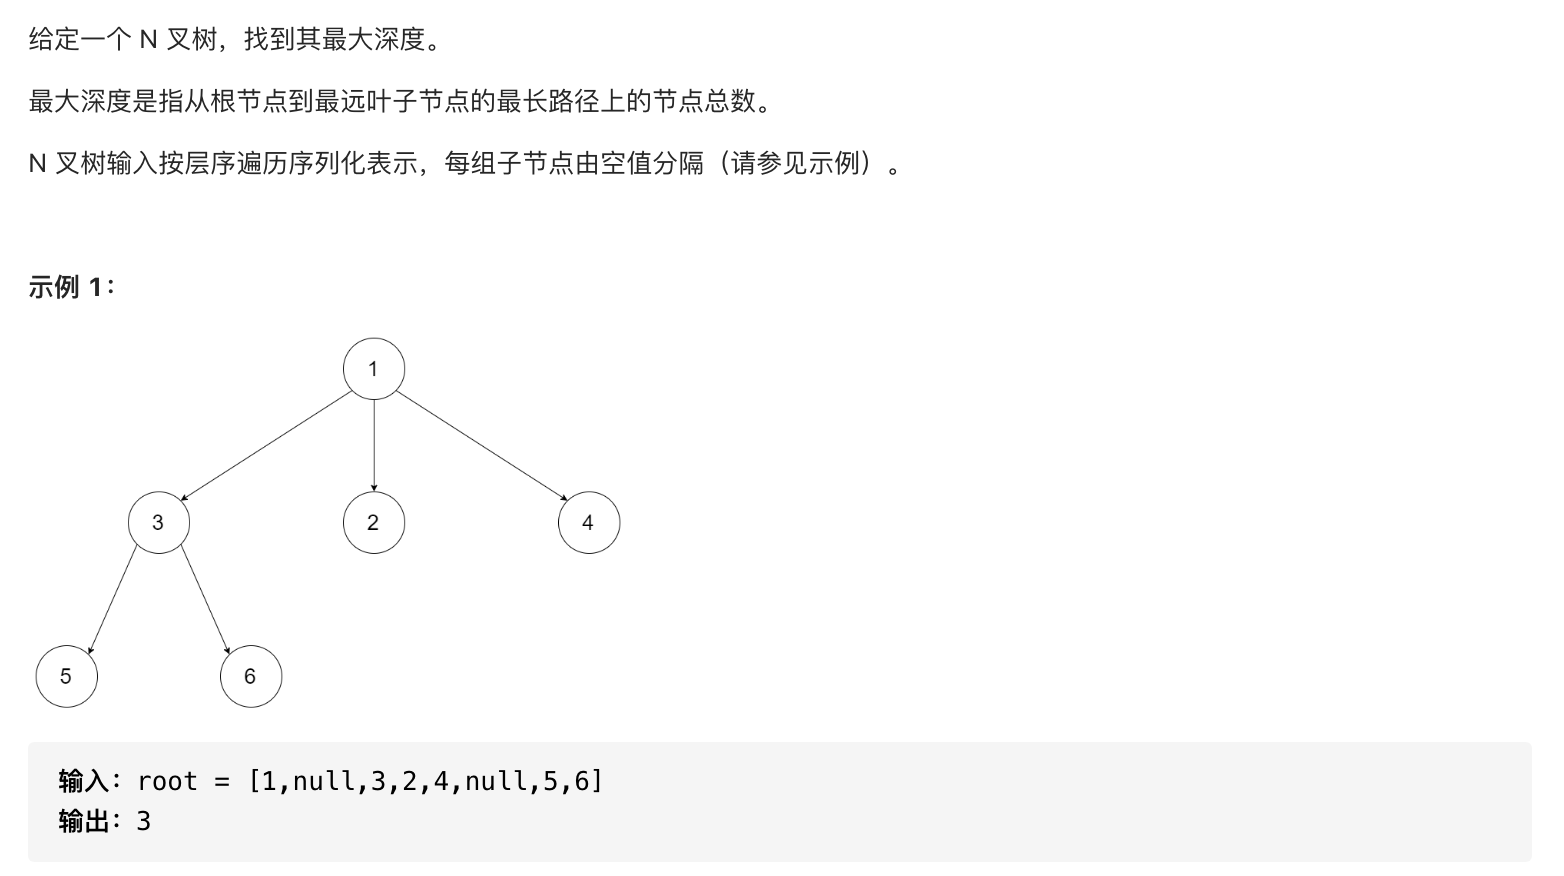 给定一个 N 叉树，找到其最大深度。
最大深度是指从根节点到最远叶子节点的最长路径上的节点总数。
N 叉树输入按层序遍历序列化表示，每组子节点由空值分隔（请参见示例）。
示例 1：
1
3
2
4
5
6
输入：root = [1,null,3,2,4,null,5,6]
输出：3